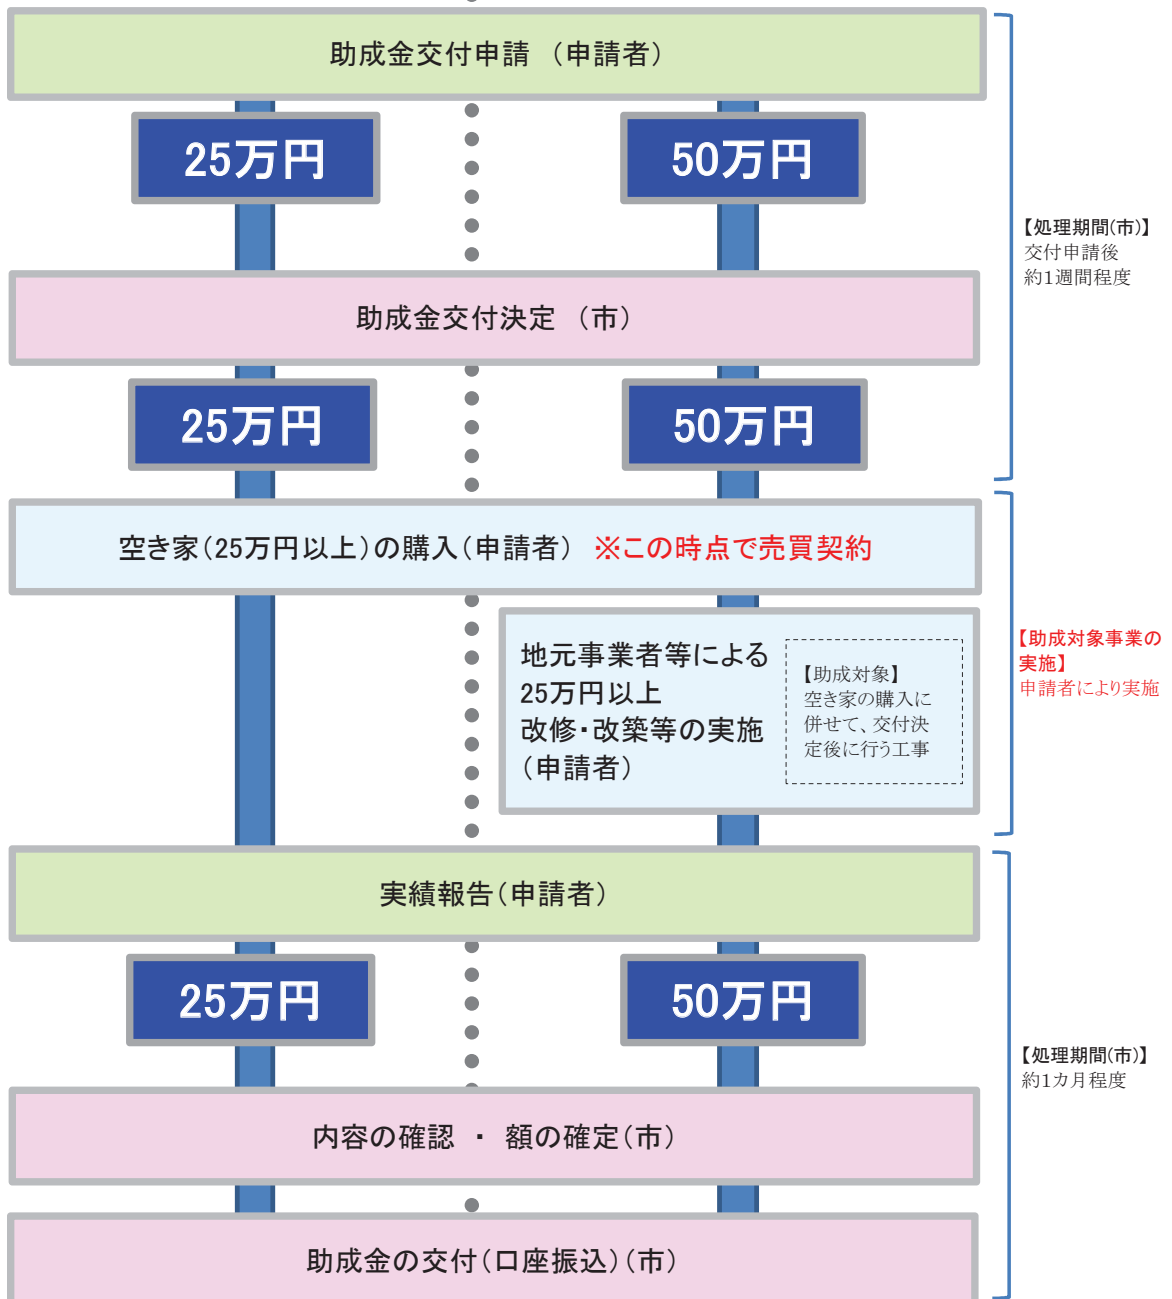 助成金交付申請 （申請者）
25万円
50万円
【処理期間(市)】
交付申請後
約1週間程度
助成金交付決定 （市）
25万円
50万円
空き家（25万円以上）の購入（申請者） ※この時点で売買契約
地元事業者等による
25万円以上
改修・改築等の実施
（申請者）
【助成対象】
空き家の購入に
併せて、交付決
定後に行う工事
【助成対象事業の
実施】
申請者により実施
実績報告（申請者）
25万円
50万円
【処理期間(市)】
約1カ月程度
内容の確認 ・ 額の確定（市）
助成金の交付（口座振込）（市）